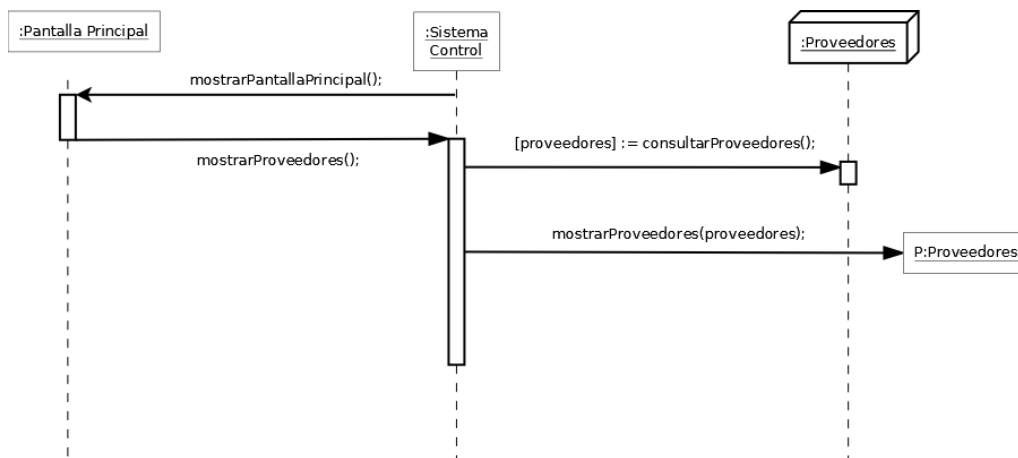 :Pantalla Principal
:Sistema
Control
:Proveedores
mostrarPantallaPrincipal();
mostrarProveedores();
[proveedores] := consultarProveedores();
mostrarProveedores(proveedores);
P:Proveedores